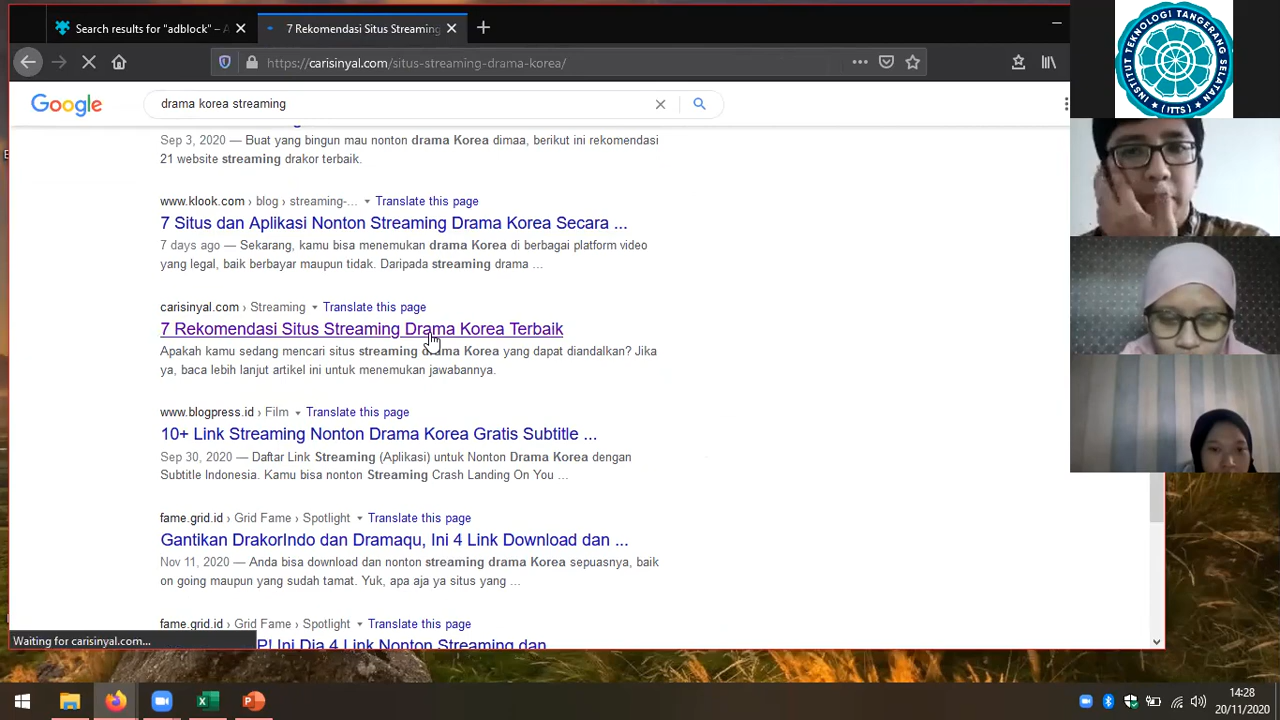 Search results for "adblock" – A
7 Rekomendasi Situs Streaming
https://carisinyal.com/situs-streaming-drama-korea/
Google
drama korea streaming
Sep 3, 2020 — Buat yang bingun mau nonton drama Korea dimaa, berikut ini rekomendasi
21 website streaming drakor terbaik.
www.klook.com › blog › streaming-... Translate this page
7 Situs dan Aplikasi Nonton Streaming Drama Korea Secara ...
7 days ago — Sekarang, kamu bisa menemukan drama Korea di berbagai platform video
yang legal, baik berbayar maupun tidak. Daripada streaming drama ...
carisinyal.com › Streaming Translate this page
7 Rekomendasi Situs Streaming Drama Korea Terbaik
Apakah kamu sedang mencari situs streaming drama Korea yang dapat diandalkan? Jika
ya, baca lebih lanjut artikel ini untuk menemukan jawabannya.
www.blogpress.id › Film Translate this page
10+ Link Streaming Nonton Drama Korea Gratis Subtitle ...
Sep 30, 2020 — Daftar Link Streaming (Aplikasi) untuk Nonton Drama Korea dengan
Subtitle Indonesia. Kamu bisa nonton Streaming Crash Landing On You ...
fame.grid.id › Grid Fame › Spotlight Translate this page
Gantikan DrakorIndo dan Dramaqu, Ini 4 Link Download dan ...
Nov 11, 2020 — Anda bisa download dan nonton streaming drama Korea sepuasnya, baik
on going maupun yang sudah tamat. Yuk, apa aja ya situs yang ...
fame.grid.id › Grid Fame › Spotlight Translate this page
P! Ini Dia 4 Link Nonton Streaming dan
Waiting for carisinyal.com...
INSTITUT TEKNOLOGI TANGERANG SELATAN
(ITTS)
14:28
20/11/2020